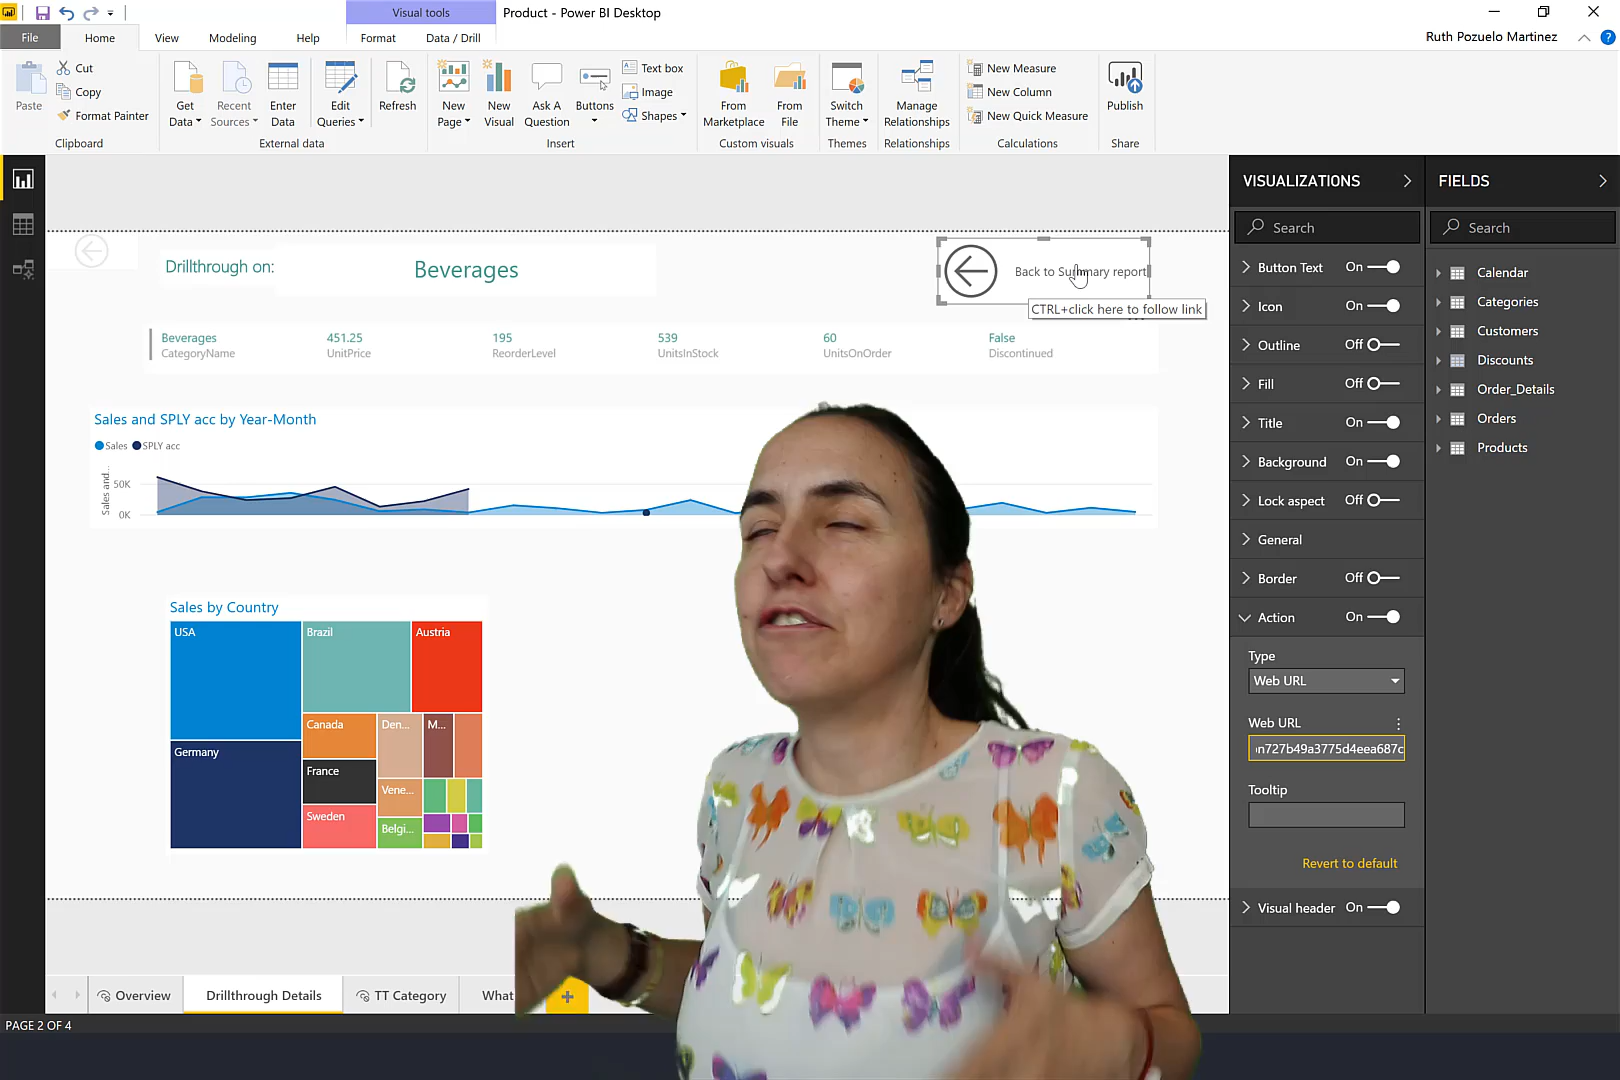 Visual tools
Product - Power BI Desktop
File
Home
View
Modeling
Help
Format
Data / Drill
Ruth Pozuelo Martinez
?
Paste
Cut
Copy
Format Painter
Clipboard
Get Data
Recent Sources
Enter Data
Edit Queries
Refresh
External data
New Page
New Visual
Ask A Question
Buttons
Text box
Image
Shapes
Insert
From Marketplace
From File
Custom visuals
Switch Theme
Themes
Manage Relationships
Relationships
New Measure
New Column
New Quick Measure
Calculations
Publish
Share
Drillthrough on:
Beverages
Back to Summary report
CTRL+click here to follow link
Beverages
CategoryName
451.25
UnitPrice
195
ReorderLevel
539
UnitsInStock
60
UnitsOnOrder
False
Discontinued
Sales and SPLY acc by Year-Month
Sales
SPLY acc
Sales and...
50K
0K
Sales by Country
USA
Brazil
Austria
Canada
Den...
M...
Germany
France
Vene...
Sweden
Belgi...
VISUALIZATIONS
Search
Button Text On
Icon On
Outline Off
Fill Off
Title On
Background On
Lock aspect Off
General
Border Off
Action On
Type
Web URL
Web URL
n727b49a3775d4eea687c
Tooltip
Revert to default
Visual header On
FIELDS
Search
Calendar
Categories
Customers
Discounts
Order_Details
Orders
Products
Overview
Drillthrough Details
TT Category
What
+
PAGE 2 OF 4